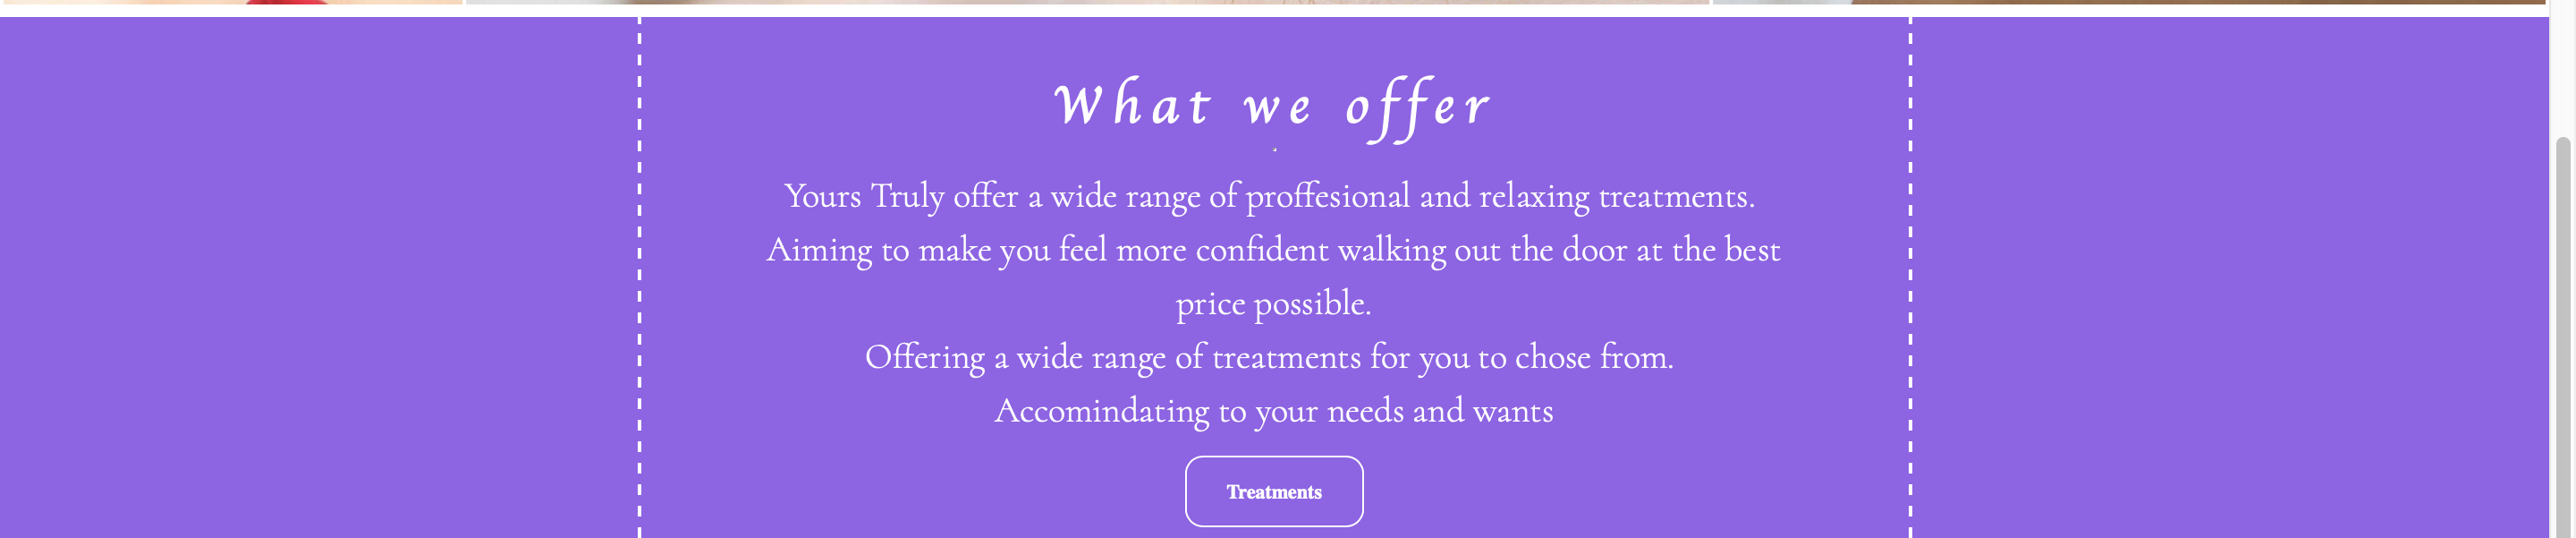 What we offer
Yours Truly offer a wide range of proffesional and relaxing treatments.
Aiming to make you feel more confident walking out the door at the best
price possible.
Offering a wide range of treatments for you to chose from.
Accomindating to your needs and wants
Treatments